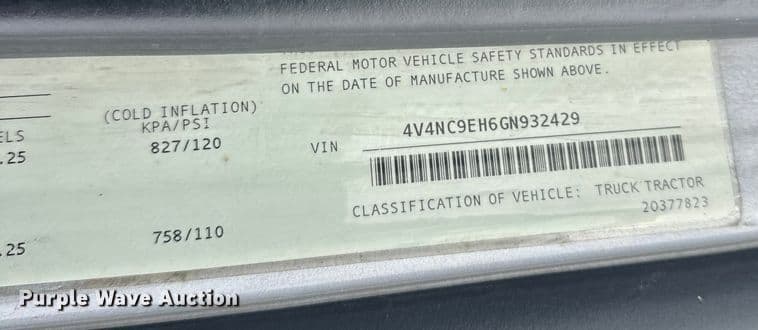 FEDERAL MOTOR VEHICLE SAFETY STANDARDS IN EFFECT
ON THE DATE OF MANUFACTURE SHOWN ABOVE.
(COLD INFLATION)
KPA/PSI
ELS
.25
827/120
VIN
4V4NC9EH6GN932429
CLASSIFICATION OF VEHICLE: TRUCK TRACTOR
20377823
.25
758/110
Purple Wave Auction